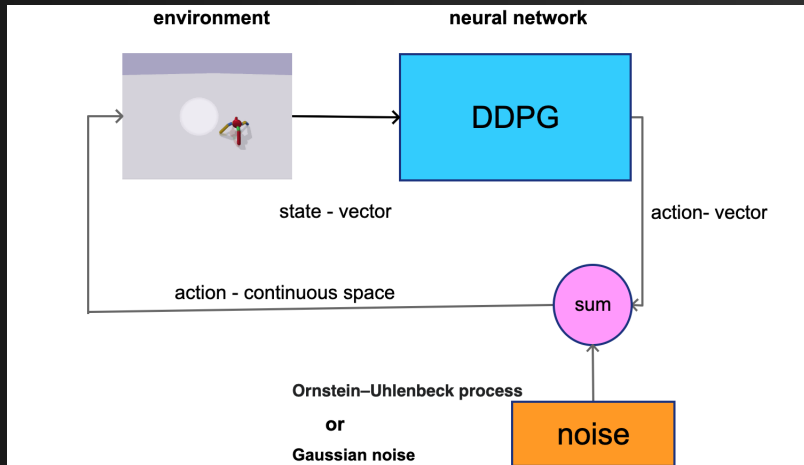 environment
neural network
DDPG
state - vector
action- vector
action - continuous space
sum
Ornstein–Uhlenbeck process
or
Gaussian noise
noise